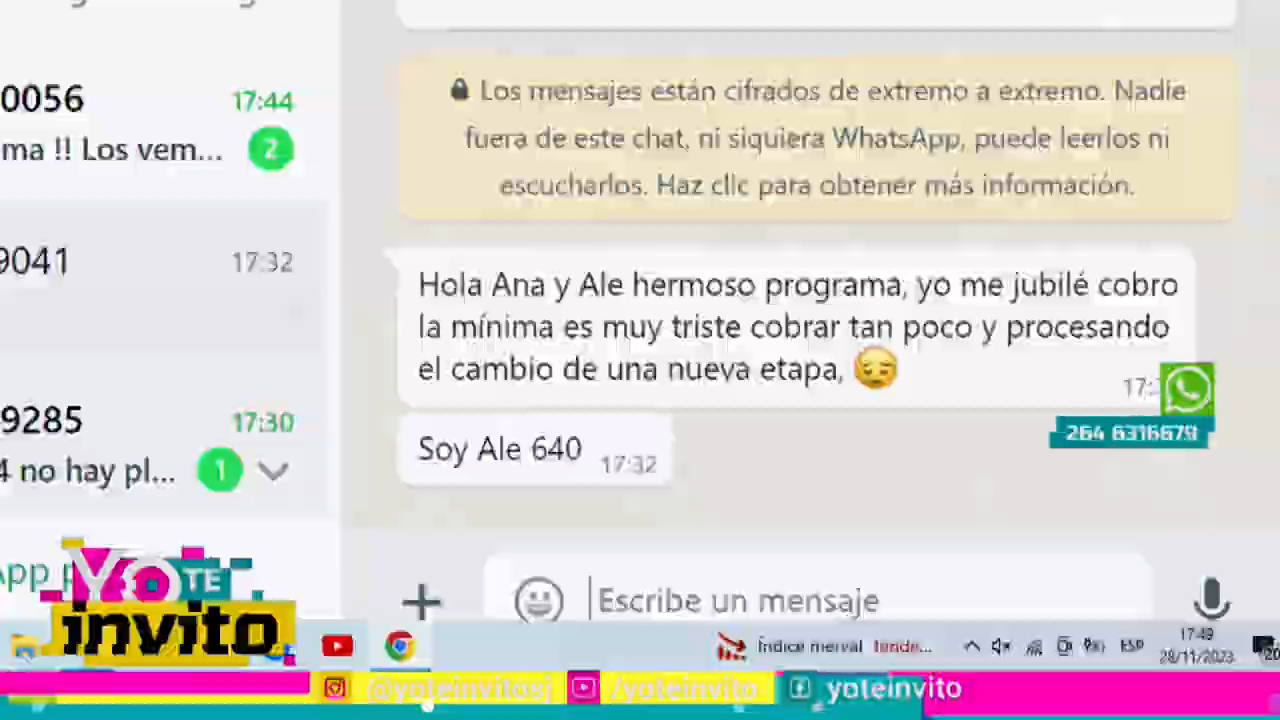 0056
17:44
ma !! Los vem...
2
9041
17:32
9285
17:30
4 no hay pl...
1
App
Los mensajes están cifrados de extremo a extremo. Nadie
fuera de este chat, ni siquiera WhatsApp, puede leerlos ni
escucharlos. Haz clic para obtener más información.
Hola Ana y Ale hermoso programa, yo me jubilé cobro
la mínima es muy triste cobrar tan poco y procesando
el cambio de una nueva etapa,
264 6316679
Soy Ale 640
17:32
Escribe un mensaje
YO TE
invito
Índice merval tende...
ESP
17:49
28/11/2023
@yoteinvitosj
/yoteinvito
yoteinvito